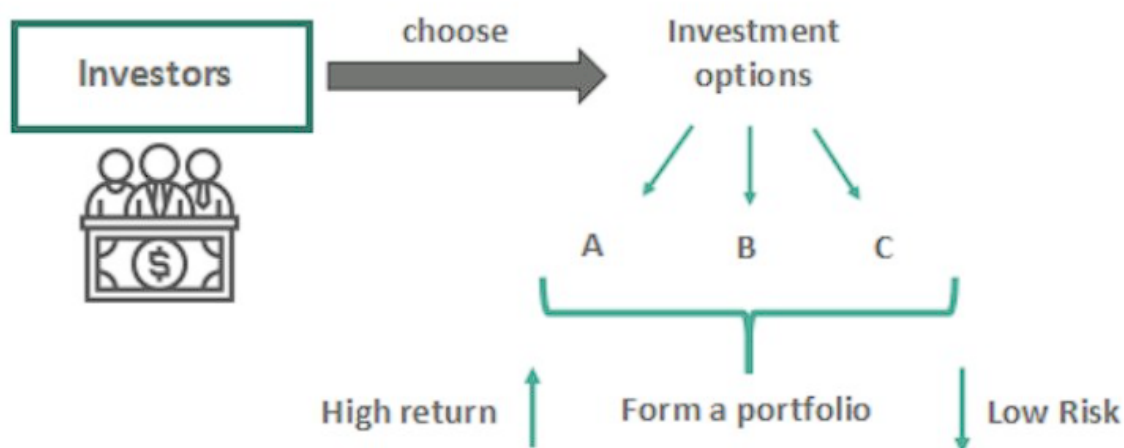 Investors
choose
Investment
options
$
A B C
High return
Form a portfolio
Low Risk